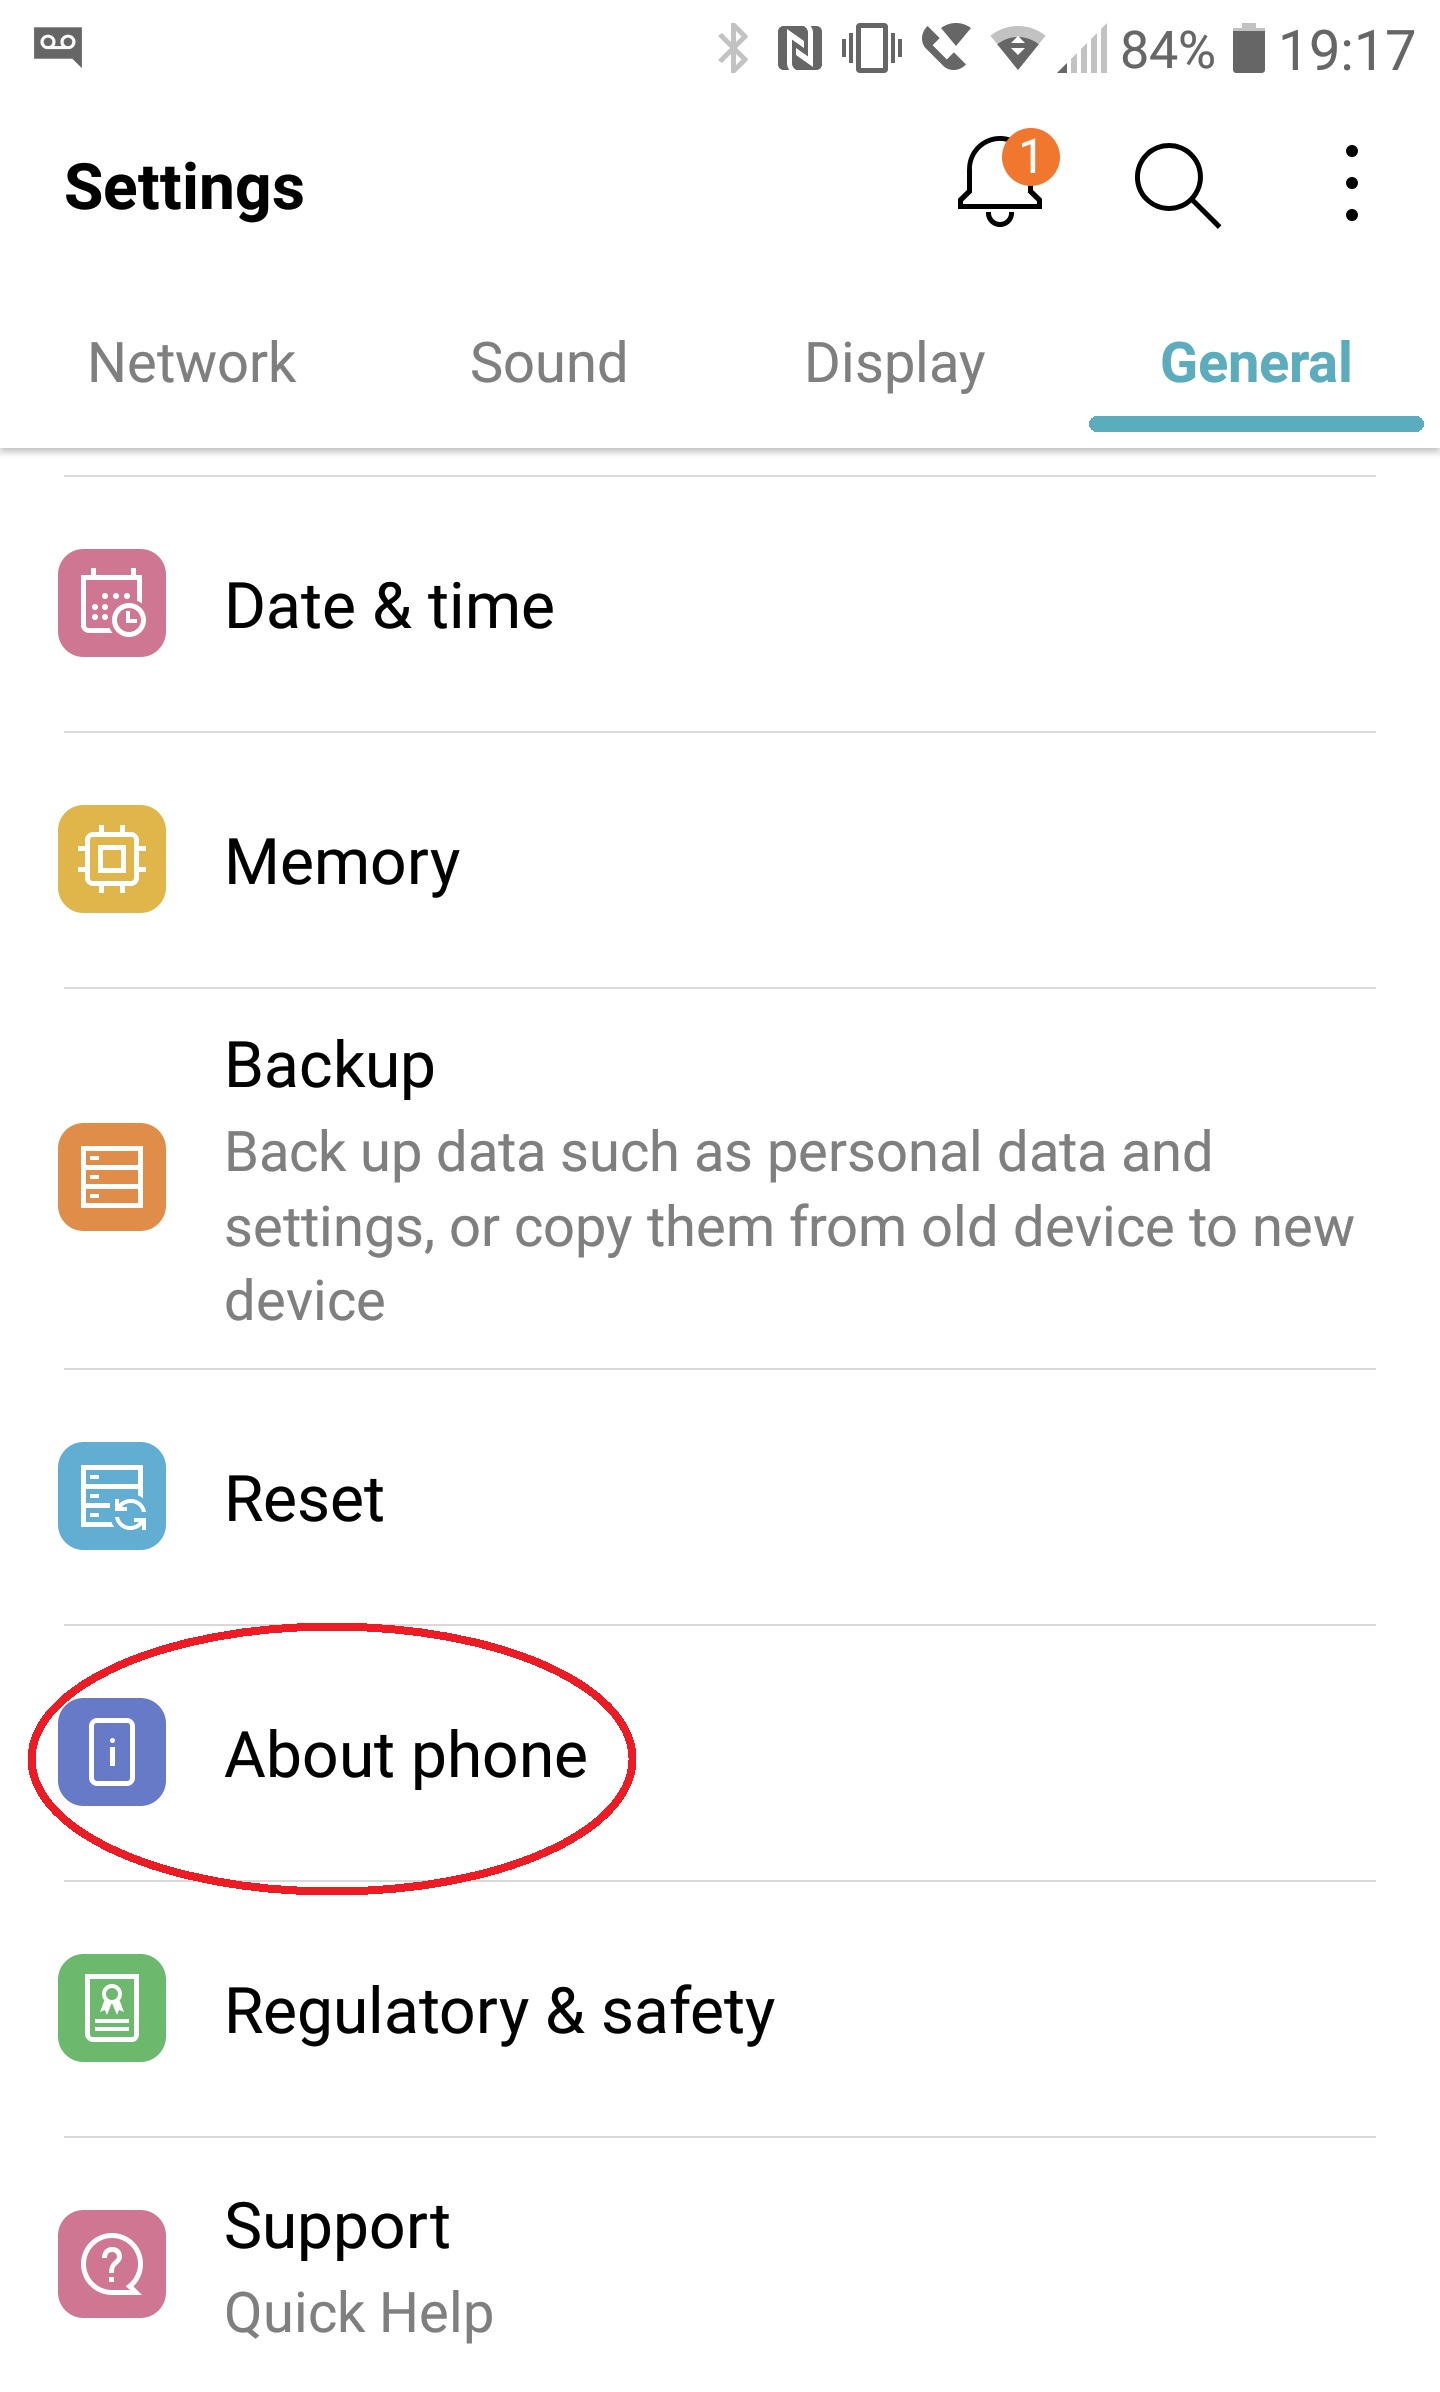 84% 19:17
Settings
1
Network Sound Display General
Date & time
Memory
Backup
Back up data such as personal data and
settings, or copy them from old device to new
device
Reset
About phone
Regulatory & safety
Support
Quick Help